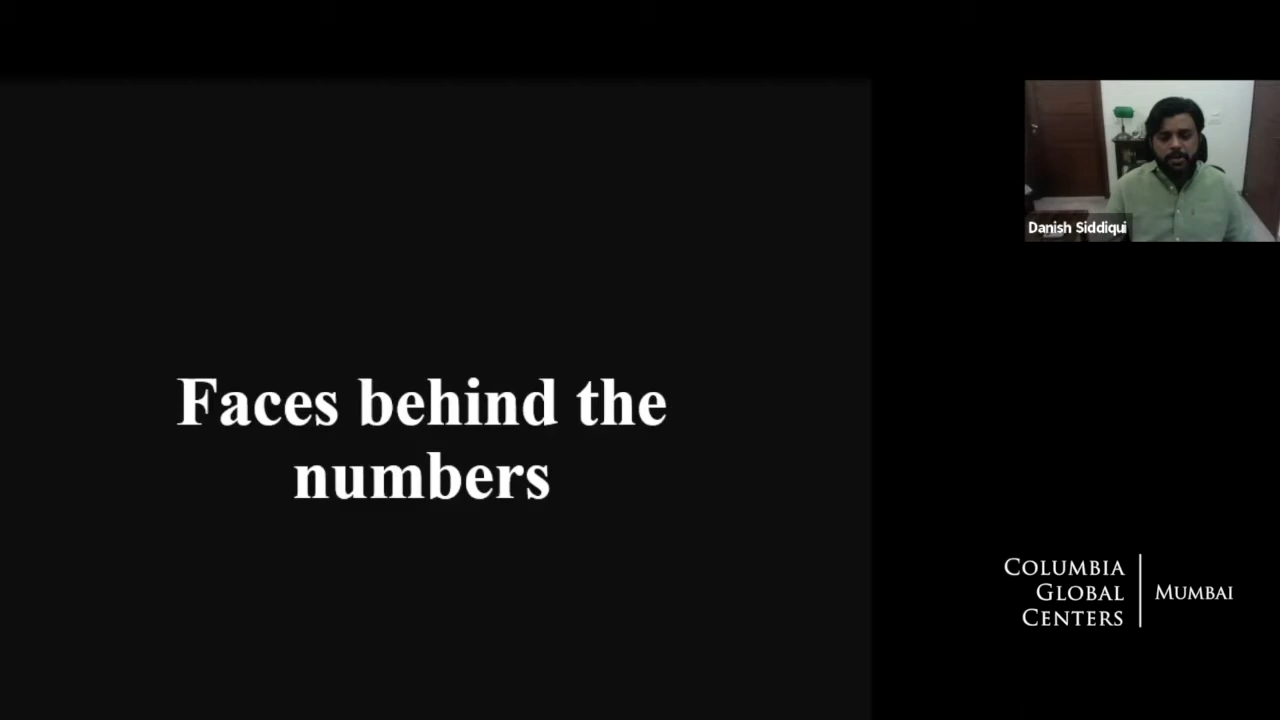 Faces behind the
numbers
Danish Siddiqui
COLUMBIA
GLOBAL
CENTERS
MUMBAI